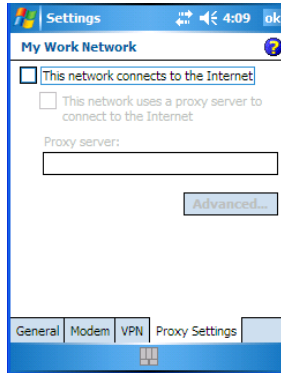 Settings 4:09 ok
My Work Network ?
This network connects to the Internet
This network uses a proxy server to
connect to the Internet
Proxy server:
Advanced...
General Modem VPN Proxy Settings